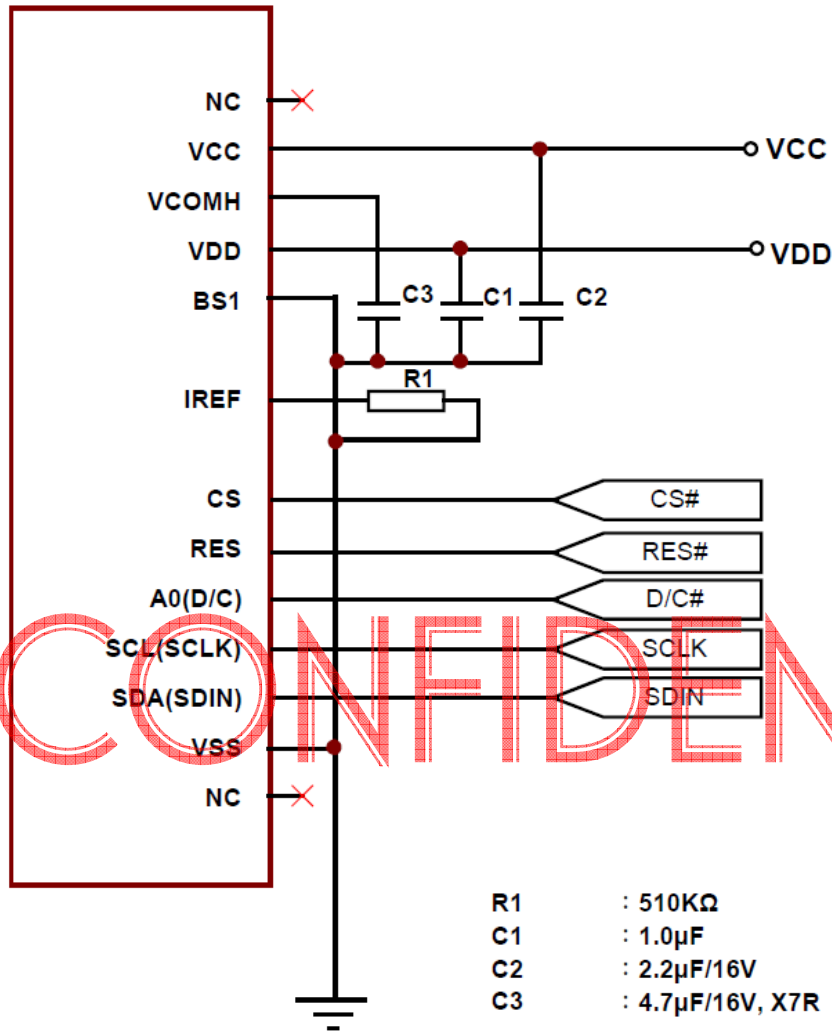 NC
VCC
VCC
VCOMH
VDD
VDD
BS1
C3
C1
C2
R1
IREF
CS
CS#
RES
RES#
A0(D/C)
D/C#
SCL(SCLK)
SCLK
SDA(SDIN)
SDIN
CONFIDEN
VSS
NC
R1 : 510KΩ
C1 : 1.0µF
C2 : 2.2µF/16V
C3 : 4.7µF/16V, X7R